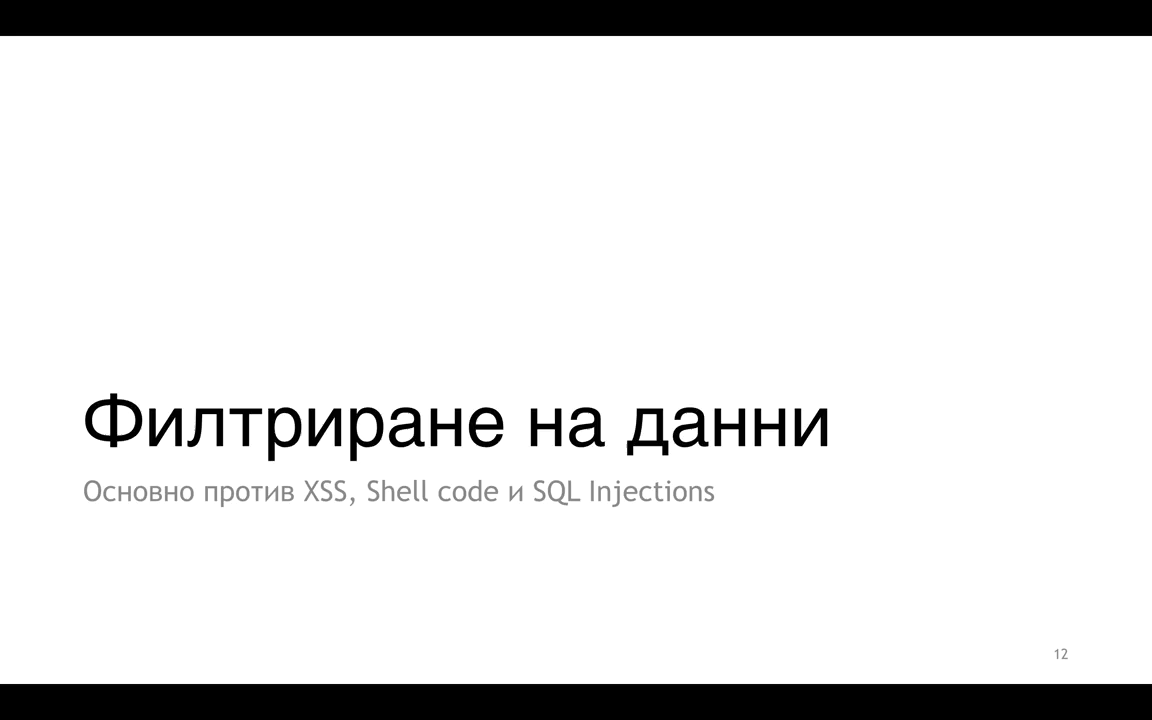 Филтриране на данни
Основно против XSS, Shell code и SQL Injections
12